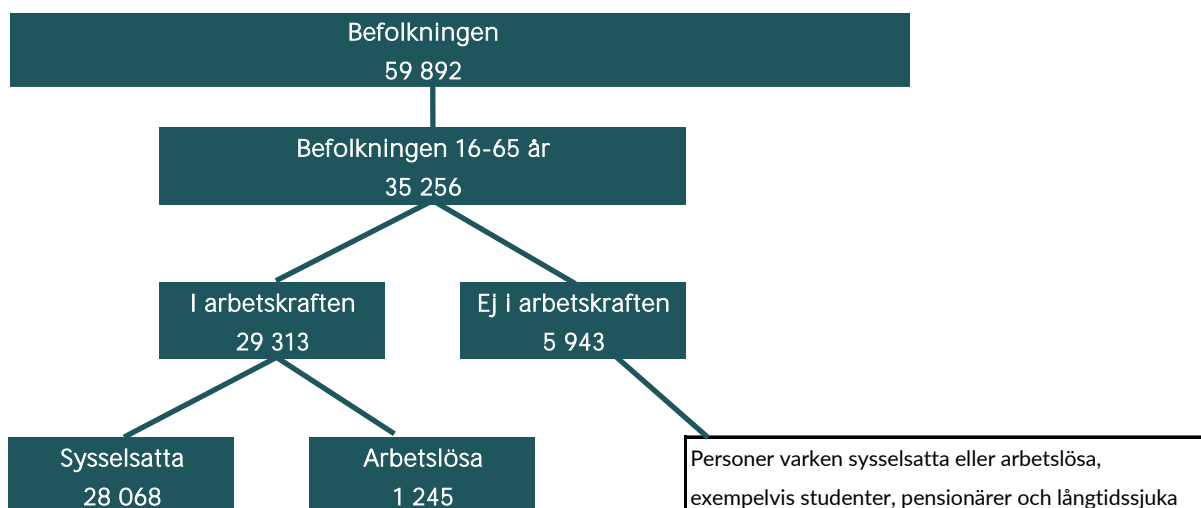 Befolkningen
59 892
Befolkningen 16-65 år
35 256
I arbetskraften
29 313
Ej i arbetskraften
5 943
Sysselsatta
28 068
Arbetslösa
1 245
Personer varken sysselsatta eller arbetslösa,
exempelvis studenter, pensionärer och långtidssjuka